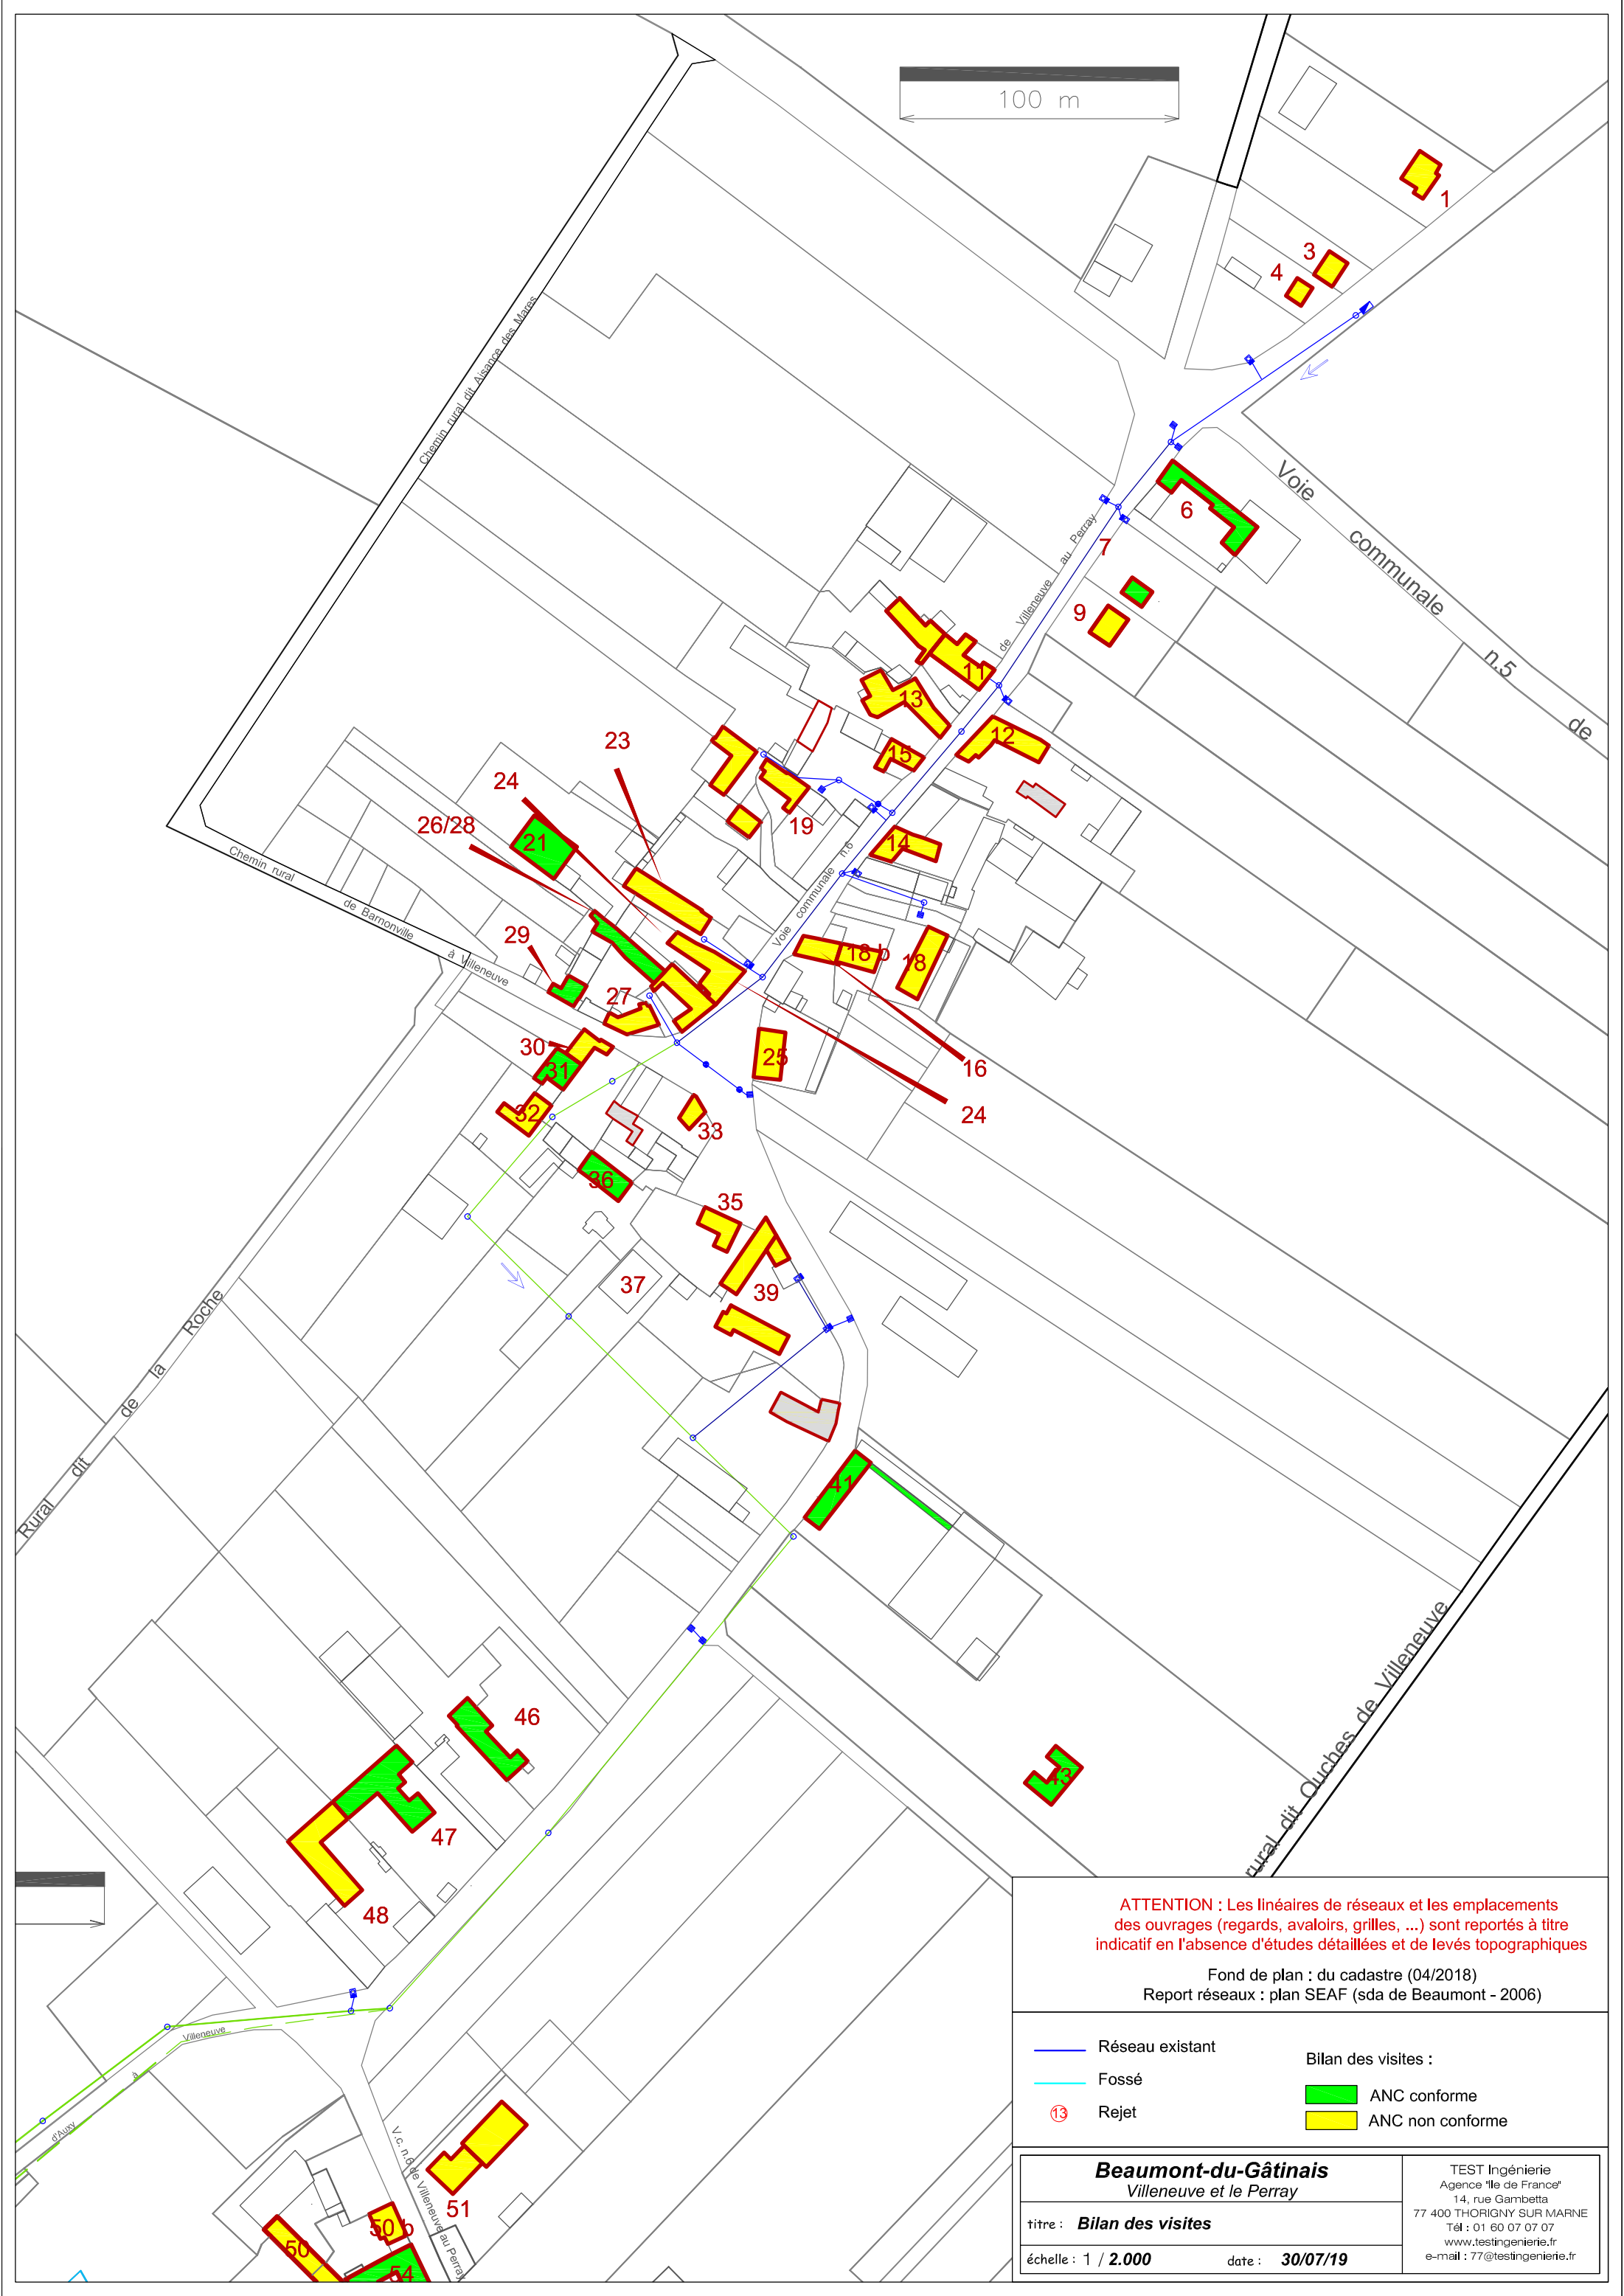 100 m
1
3
4
Chemin rural dit Aisance des Mares
6
Voie
communale
n.5
de
7
9
de Villeneuve au Perray
11
13
12
15
23
24
26/28
21
19
14
Voie communale n.6
Chemin rural
de Barnonville
à Villeneuve
29
27
18 b
18
25
16
24
30
31
32
33
36
35
37
39
Rural dit de la Roche
41
46
43
47
48
rural dit Ouches de Villeneuve
Villeneuve
à
d'Auxy
V.c. n.6 de Villeneuve au Perray
51
50 b
50
54
ATTENTION : Les linéaires de réseaux et les emplacements
des ouvrages (regards, avaloirs, grilles, ...) sont reportés à titre
indicatif en l'absence d'études détaillées et de levés topographiques
Fond de plan : du cadastre (04/2018)
Report réseaux : plan SEAF (sda de Beaumont - 2006)
Réseau existant
Fossé
13 Rejet
Bilan des visites :
ANC conforme
ANC non conforme
Beaumont-du-Gâtinais
Villeneuve et le Perray
titre : Bilan des visites
échelle : 1 / 2.000 date : 30/07/19
TEST Ingénierie
Agence "Ile de France"
14, rue Gambetta
77 400 THORIGNY SUR MARNE
Tél : 01 60 07 07 07
www.testingenierie.fr
e-mail : 77@testingenierie.fr